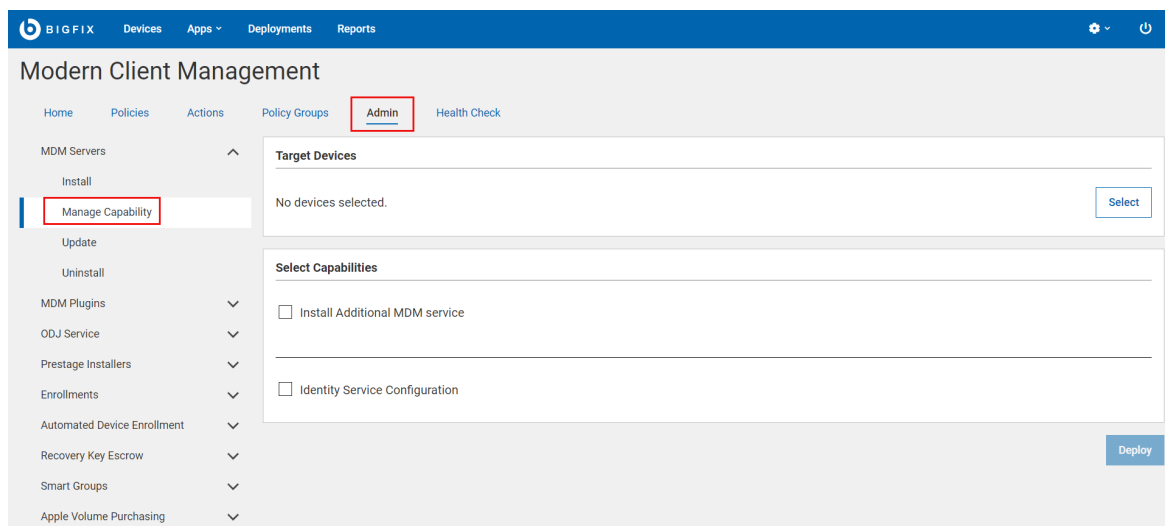 BIGFIX Devices Apps Deployments Reports
Modern Client Management
Home Policies Actions Policy Groups Admin Health Check
MDM Servers
Install
Manage Capability
Update
Uninstall
MDM Plugins
ODJ Service
Prestage Installers
Enrollments
Automated Device Enrollment
Recovery Key Escrow
Smart Groups
Apple Volume Purchasing
Target Devices
No devices selected. Select
Select Capabilities
Install Additional MDM service
Identity Service Configuration
Deploy